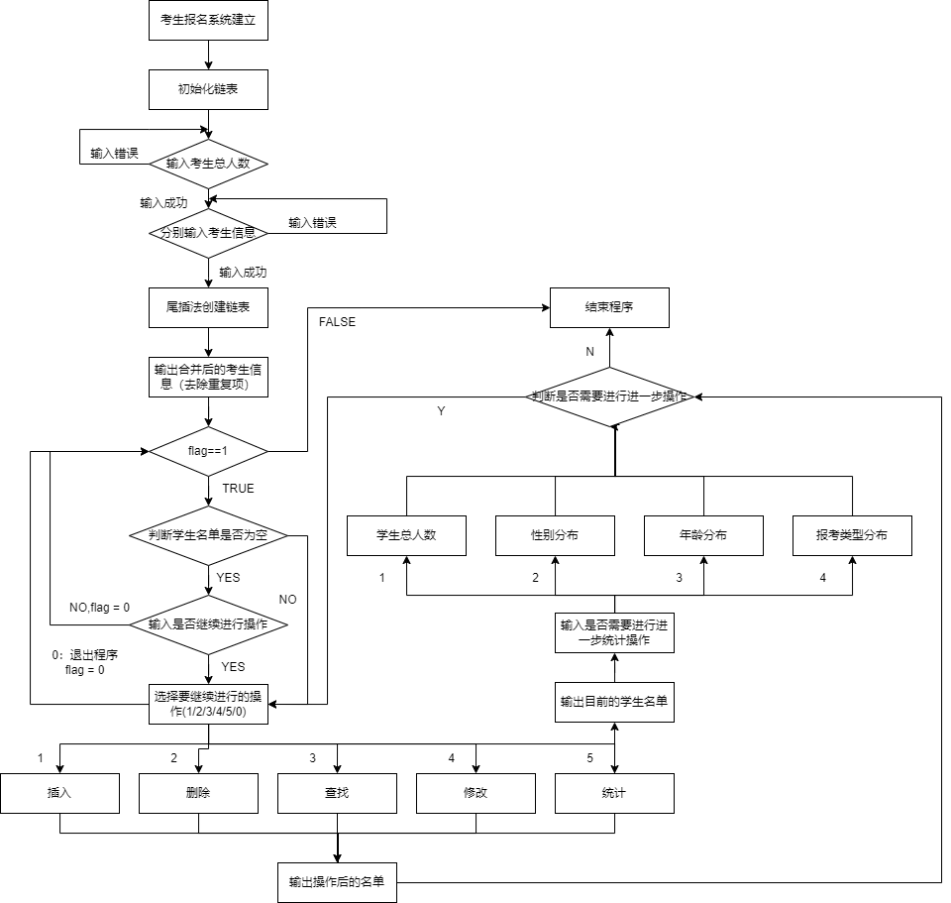 考生报名系统建立
初始化链表
输入错误
输入考生总人数
输入成功
输入错误
分别输入考生信息
输入成功
尾插法创建链表
结束程序
FALSE
N
输出合并后的考生信
息（去除重复项）
判断是否需要进行进一步操作
Y
flag==1
TRUE
判断学生名单是否为空
学生总人数
性别分布
年龄分布
报考类型分布
YES
1
2
3
4
NO
NO,flag = 0
输入是否继续进行操作
输入是否需要进行进
一步统计操作
0：退出程序
flag = 0
YES
选择要继续进行的操
作(1/2/3/4/5/0)
输出目前的学生名单
1
2
3
4
5
插入
删除
查找
修改
统计
输出操作后的名单